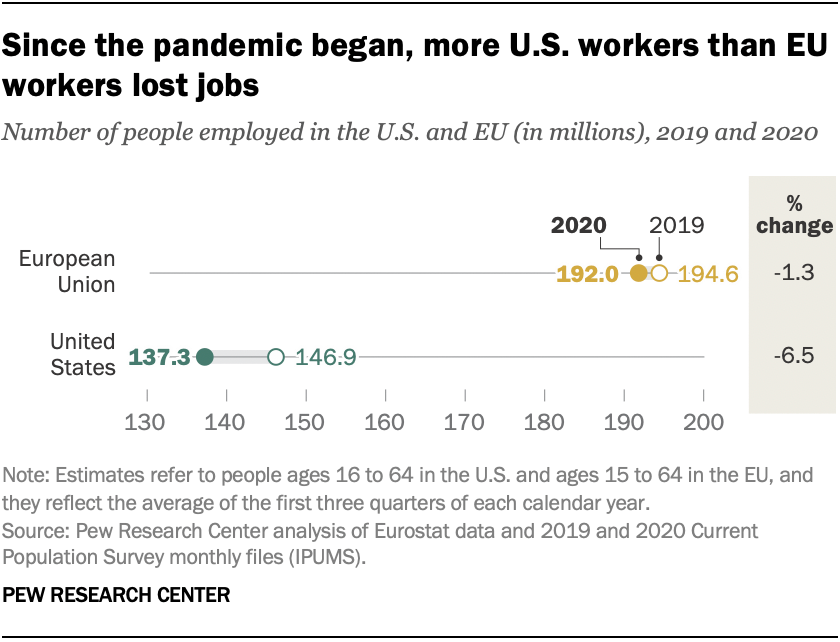 Since the pandemic began, more U.S. workers than EU
workers lost jobs
Number of people employed in the U.S. and EU (in millions), 2019 and 2020
%
change
2020 2019
European
Union
192.0 194.6 -1.3
United
States
137.3 146.9 -6.5
130 140 150 160 170 180 190 200
Note: Estimates refer to people ages 16 to 64 in the U.S. and ages 15 to 64 in the EU, and
they reflect the average of the first three quarters of each calendar year.
Source: Pew Research Center analysis of Eurostat data and 2019 and 2020 Current
Population Survey monthly files (IPUMS).
PEW RESEARCH CENTER